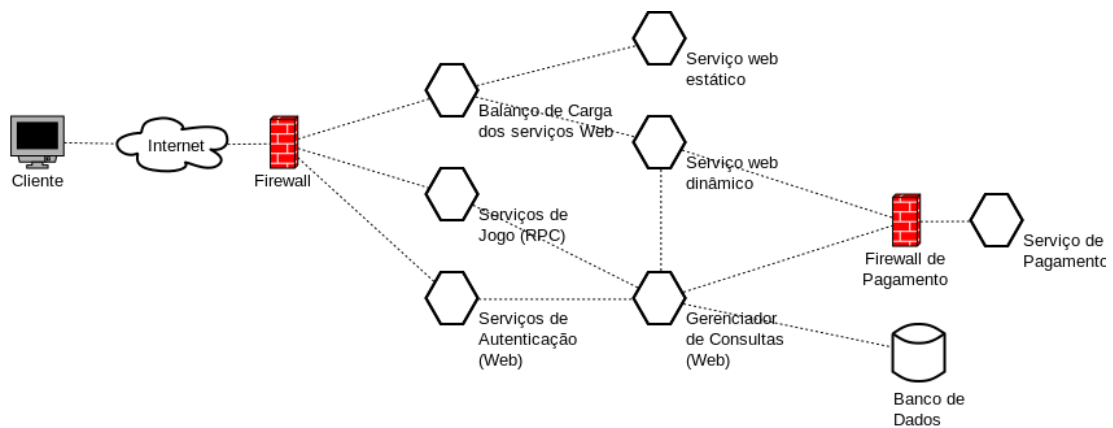 Serviço web
estático
Balanço de Carga
dos serviços Web
Internet
Cliente
Firewall
Serviço web
dinâmico
Serviços de
Jogo (RPC)
Serviço de
Pagamento
Firewall de
Pagamento
Serviços de
Autenticação
(Web)
Gerenciador
de Consultas
(Web)
Banco de
Dados